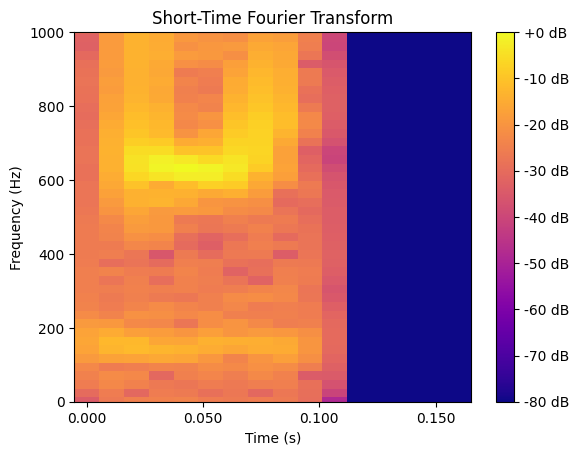 Short-Time Fourier Transform
1000
800
600
400
200
0
Frequency (Hz)
0.000
0.050
0.100
0.150
Time (s)
+0 dB
-10 dB
-20 dB
-30 dB
-40 dB
-50 dB
-60 dB
-70 dB
-80 dB